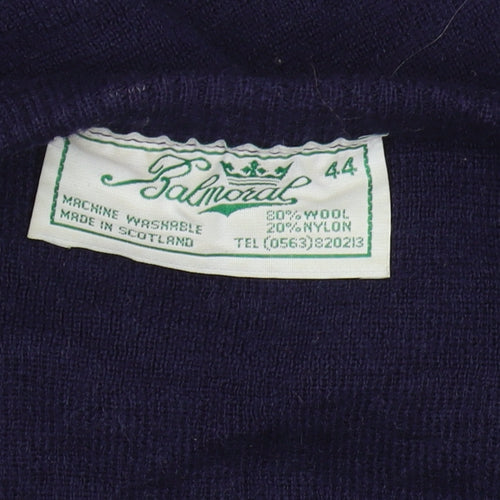 Balmoral 44
MACHINE WASHABLE 80% WOOL
MADE IN SCOTLAND 20% NYLON
TEL (0563) 820213